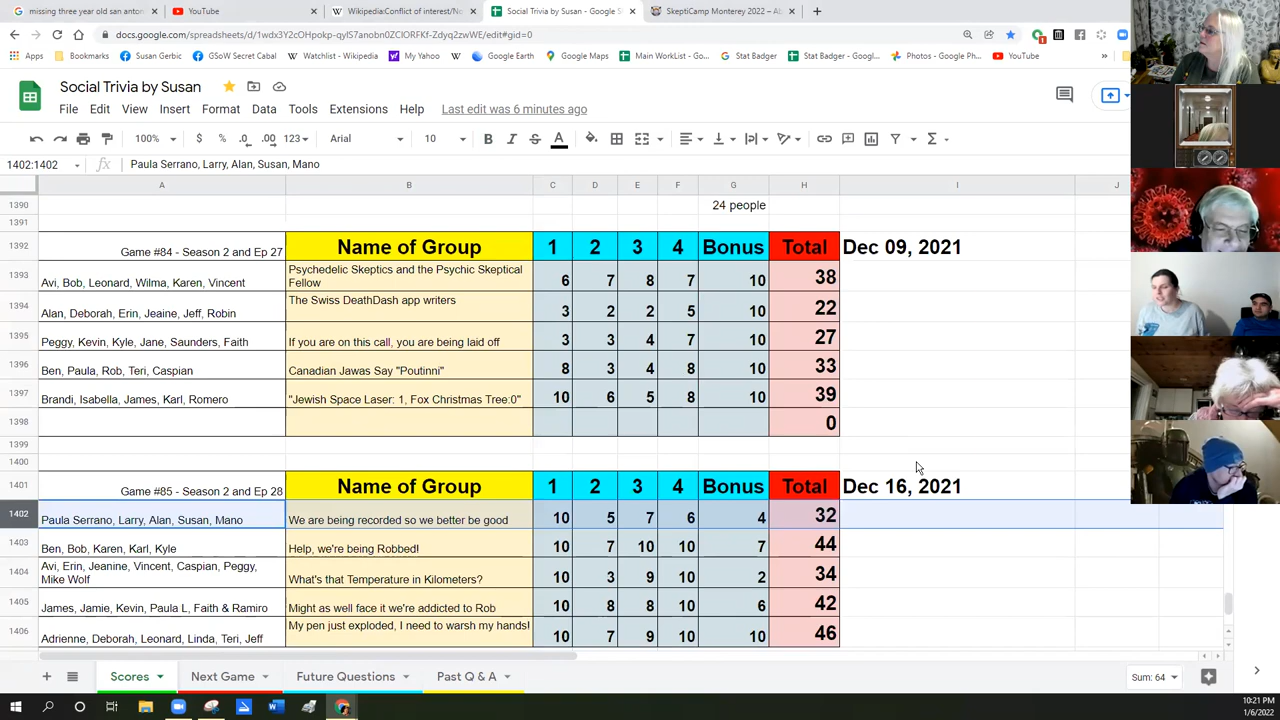 missing three year old san anton
YouTube
Wikipedia:Conflict of interest/No
Social Trivia by Susan - Google S
SkeptiCamp Monterey 2022 – Ab
docs.google.com/spreadsheets/d/1wdx3Y2cOHpokp-qyIS7anobn0ZCIORFKf-Zdyq2zwWE/edit#gid=0
Apps
Susan Gerbic
GSoW Secret Cabal
Watchlist - Wikipedia
My Yahoo
Google Earth
Google Maps
Main WorkList - Go...
Stat Badger
Stat Badger - Googl...
Photos - Google Ph...
YouTube
»
Social Trivia by Susan
File Edit View Insert Format Data Tools Extensions Help Last edit was 6 minutes ago
100% $ % .0 .00 123 Arial 10 B I S A
1402:1402 fx Paula Serrano, Larry, Alan, Susan, Mano
A B C D E F G H I J
1390 24 people
1391
1392 Game #84 - Season 2 and Ep 27 Name of Group 1 2 3 4 Bonus Total Dec 09, 2021
1393 Avi, Bob, Leonard, Wilma, Karen, Vincent Psychedelic Skeptics and the Psychic Skeptical 6 7 8 7 10 38
Fellow
1394 Alan, Deborah, Erin, Jeaine, Jeff, Robin The Swiss DeathDash app writers 3 2 2 5 10 22
1395 Peggy, Kevin, Kyle, Jane, Saunders, Faith If you are on this call, you are being laid off 3 3 4 7 10 27
1396 Ben, Paula, Rob, Teri, Caspian Canadian Jawas Say "Poutinni" 8 3 4 8 10 33
1397 Brandi, Isabella, James, Karl, Romero "Jewish Space Laser: 1, Fox Christmas Tree:0" 10 6 5 8 10 39
1398 0
1399
1400
1401 Game #85 - Season 2 and Ep 28 Name of Group 1 2 3 4 Bonus Total Dec 16, 2021
1402 Paula Serrano, Larry, Alan, Susan, Mano We are being recorded so we better be good 10 5 7 6 4 32
1403 Ben, Bob, Karen, Karl, Kyle Help, we're being Robbed! 10 7 10 10 7 44
1404 Avi, Erin, Jeanine, Vincent, Caspian, Peggy,
Mike Wolf What's that Temperature in Kilometers? 10 3 9 10 2 34
1405 James, Jamie, Kevin, Paula L, Faith & Ramiro Might as well face it we're addicted to Rob 10 8 8 10 6 42
1406 Adrienne, Deborah, Leonard, Linda, Teri, Jeff My pen just exploded, I need to warsh my hands! 10 7 9 10 10 46
Scores Next Game Future Questions Past Q & A Sum: 64
10:21 PM
1/6/2022